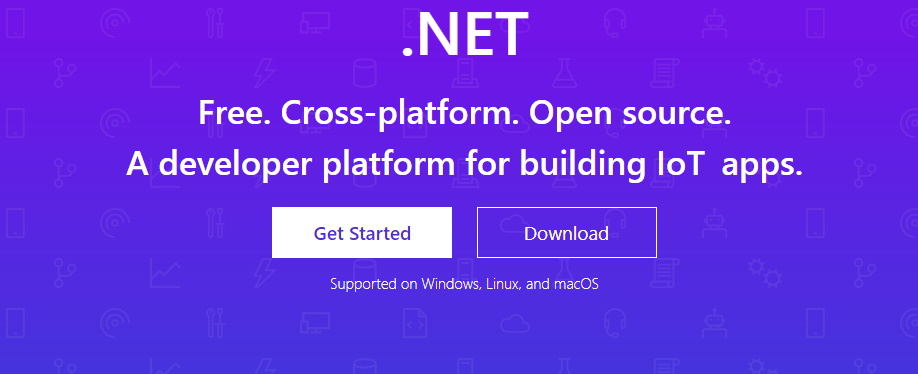 .NET
Free. Cross-platform. Open source.
A developer platform for building IoT apps.
Get Started
Download
Supported on Windows, Linux, and macOS